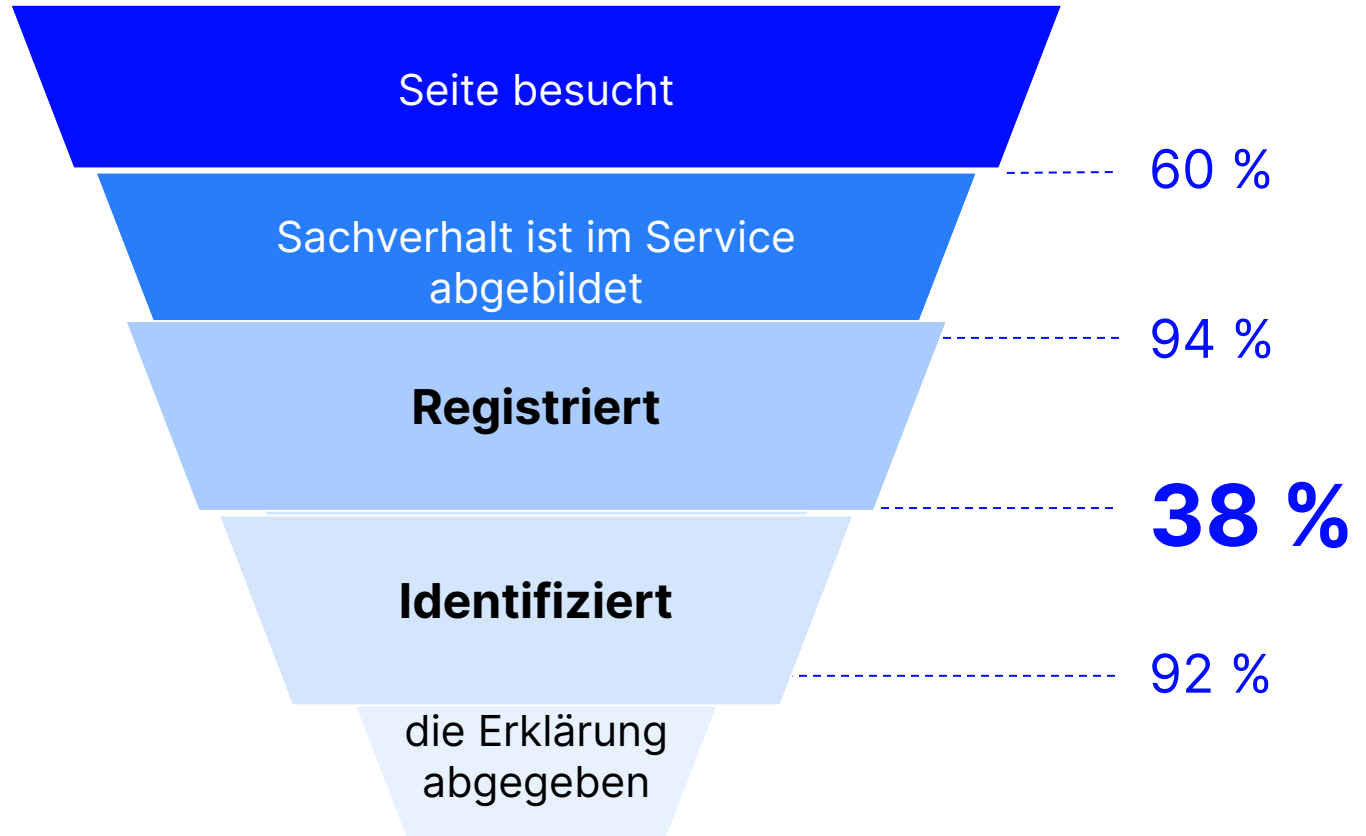 Seite besucht
60 %
Sachverhalt ist im Service
abgebildet
94 %
Registriert
38 %
Identifiziert
92 %
die Erklärung
abgegeben